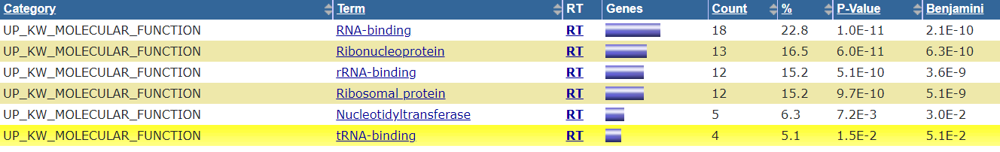 Category Term RT Genes Count % P-Value Benjamini
UP_KW_MOLECULAR_FUNCTION RNA-binding RT 18 22.8 1.0E-11 2.1E-10
UP_KW_MOLECULAR_FUNCTION Ribonucleoprotein RT 13 16.5 6.0E-11 6.3E-10
UP_KW_MOLECULAR_FUNCTION rRNA-binding RT 12 15.2 5.1E-10 3.6E-9
UP_KW_MOLECULAR_FUNCTION Ribosomal protein RT 12 15.2 9.7E-10 5.1E-9
UP_KW_MOLECULAR_FUNCTION Nucleotidyltransferase RT 5 6.3 7.2E-3 3.0E-2
UP_KW_MOLECULAR_FUNCTION tRNA-binding RT 4 5.1 1.5E-2 5.1E-2